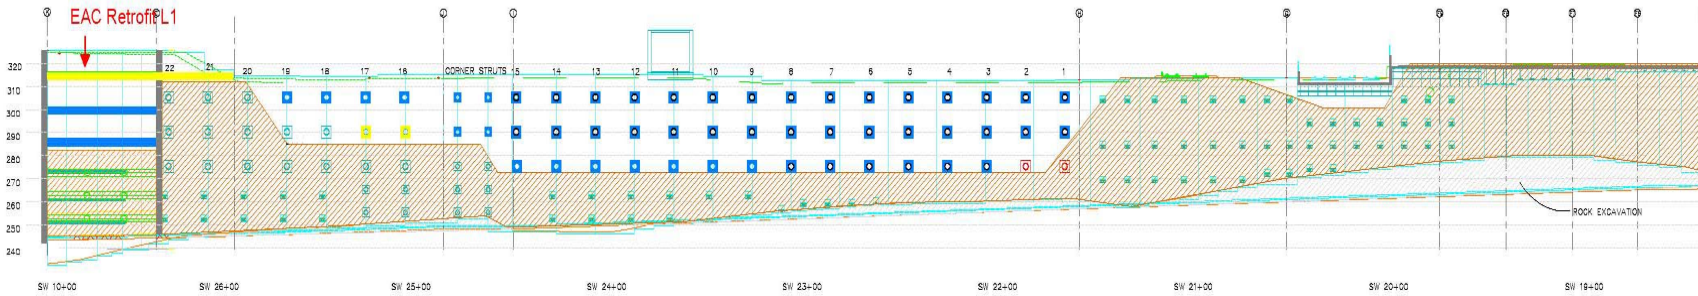 EAC Retrofit L1
22 21 20 19 18 17 16 CORNER STRUTS 15 14 13 12 11 10 9 8 7 6 5 4 3 2 1
320
310
300
290
280
270
260
250
240
ROCK EXCAVATION
SW 10+00 SW 26+00 SW 25+00 SW 24+00 SW 23+00 SW 22+00 SW 21+00 SW 20+00 SW 19+00